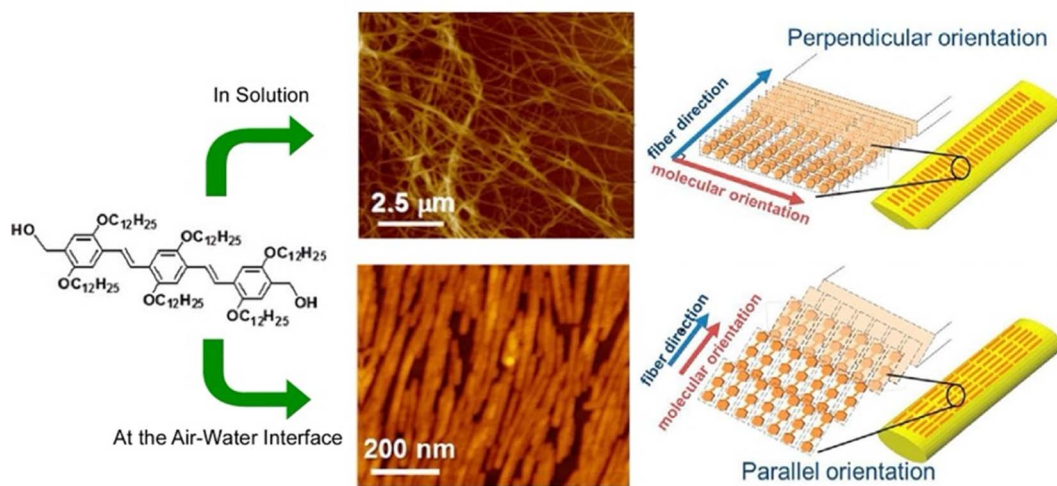 In Solution
2.5 μm
Perpendicular orientation
fiber direction
molecular orientation
HO
OC₁₂H₂₅
OC₁₂H₂₅
OC₁₂H₂₅
OC₁₂H₂₅
OC₁₂H₂₅
OH
OC₁₂H₂₅
At the Air-Water Interface
200 nm
fiber direction
molecular orientation
Parallel orientation